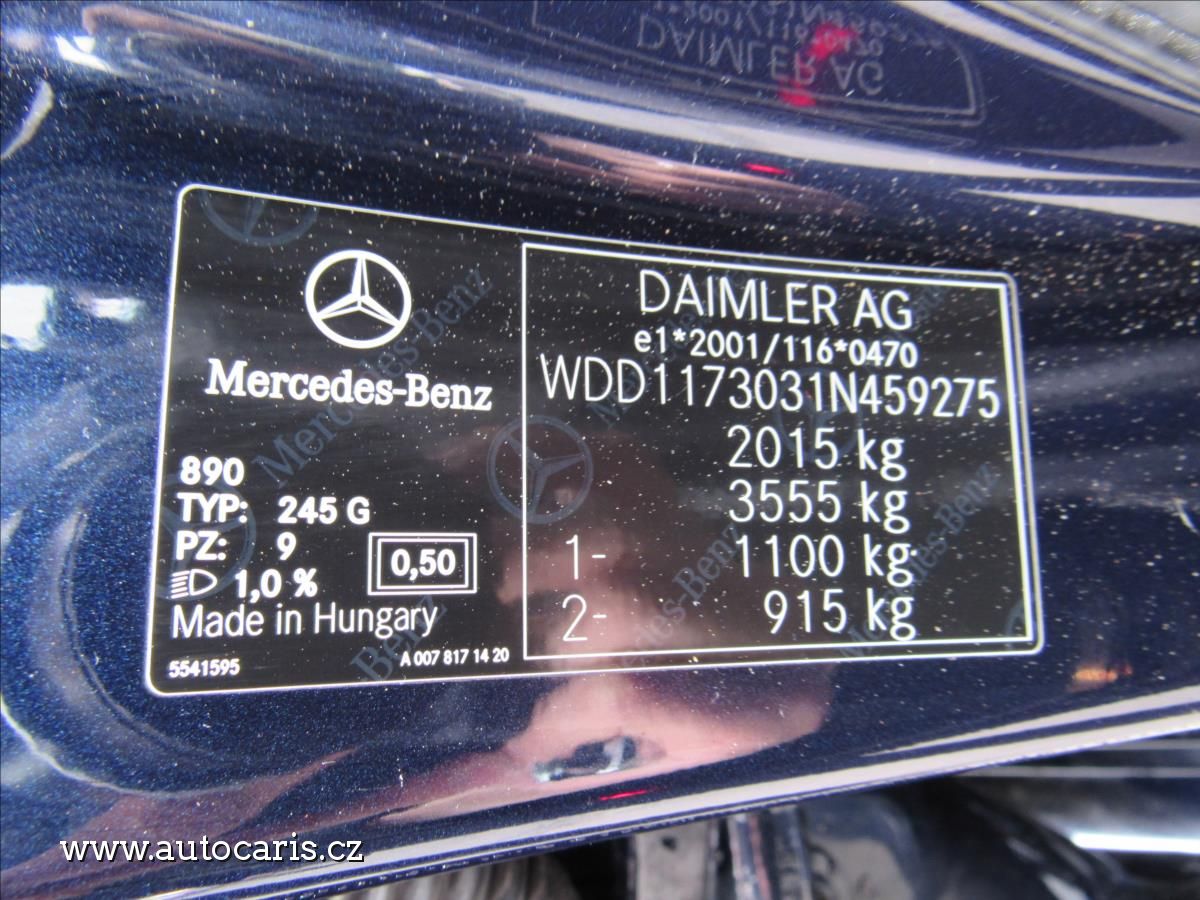 Mercedes-Benz
890
TYP: 245 G
PZ: 9
1,0 %
0,50
Made in Hungary
5541595
A 007 817 14 20
DAIMLER AG
e1*2001/116*0470
WDD1173031N459275
2015 kg
3555 kg
1- 1100 kg
2- 915 kg
www.autocaris.cz